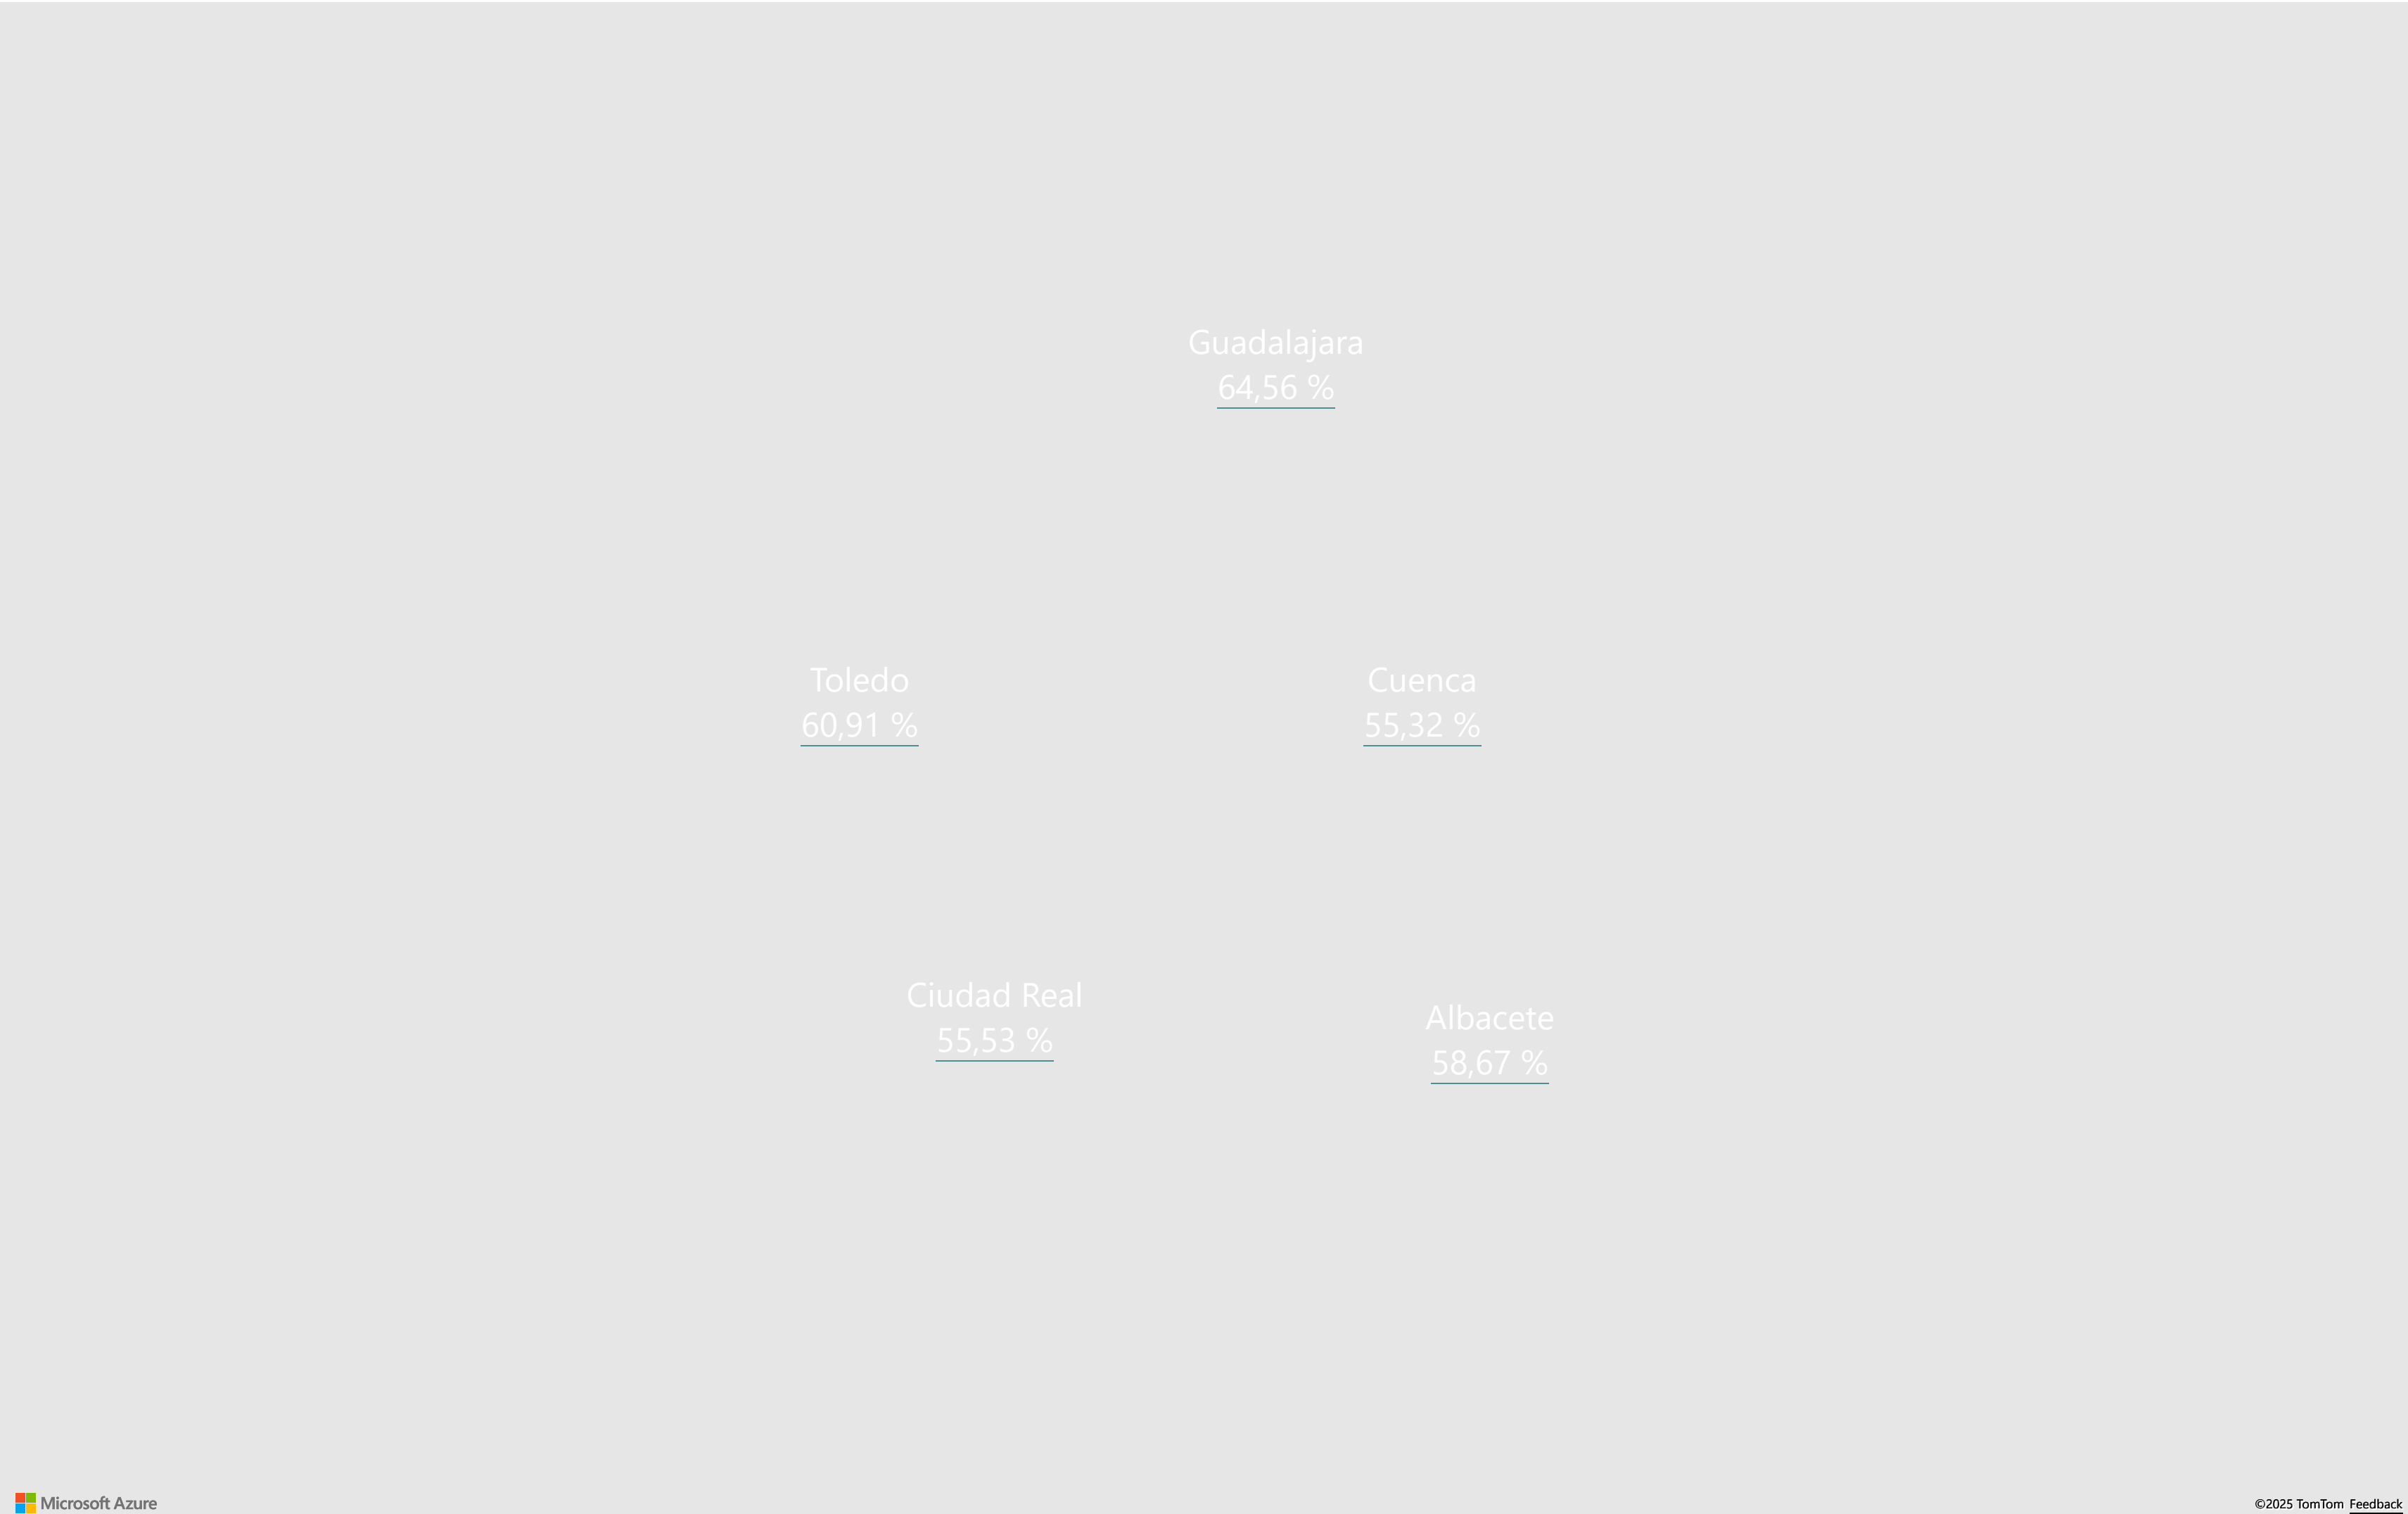 Guadalajara
64,56 %
Toledo
60,91 %
Cuenca
55,32 %
Ciudad Real
55,53 %
Albacete
58,67 %
Microsoft Azure
©2025 TomTom Feedback